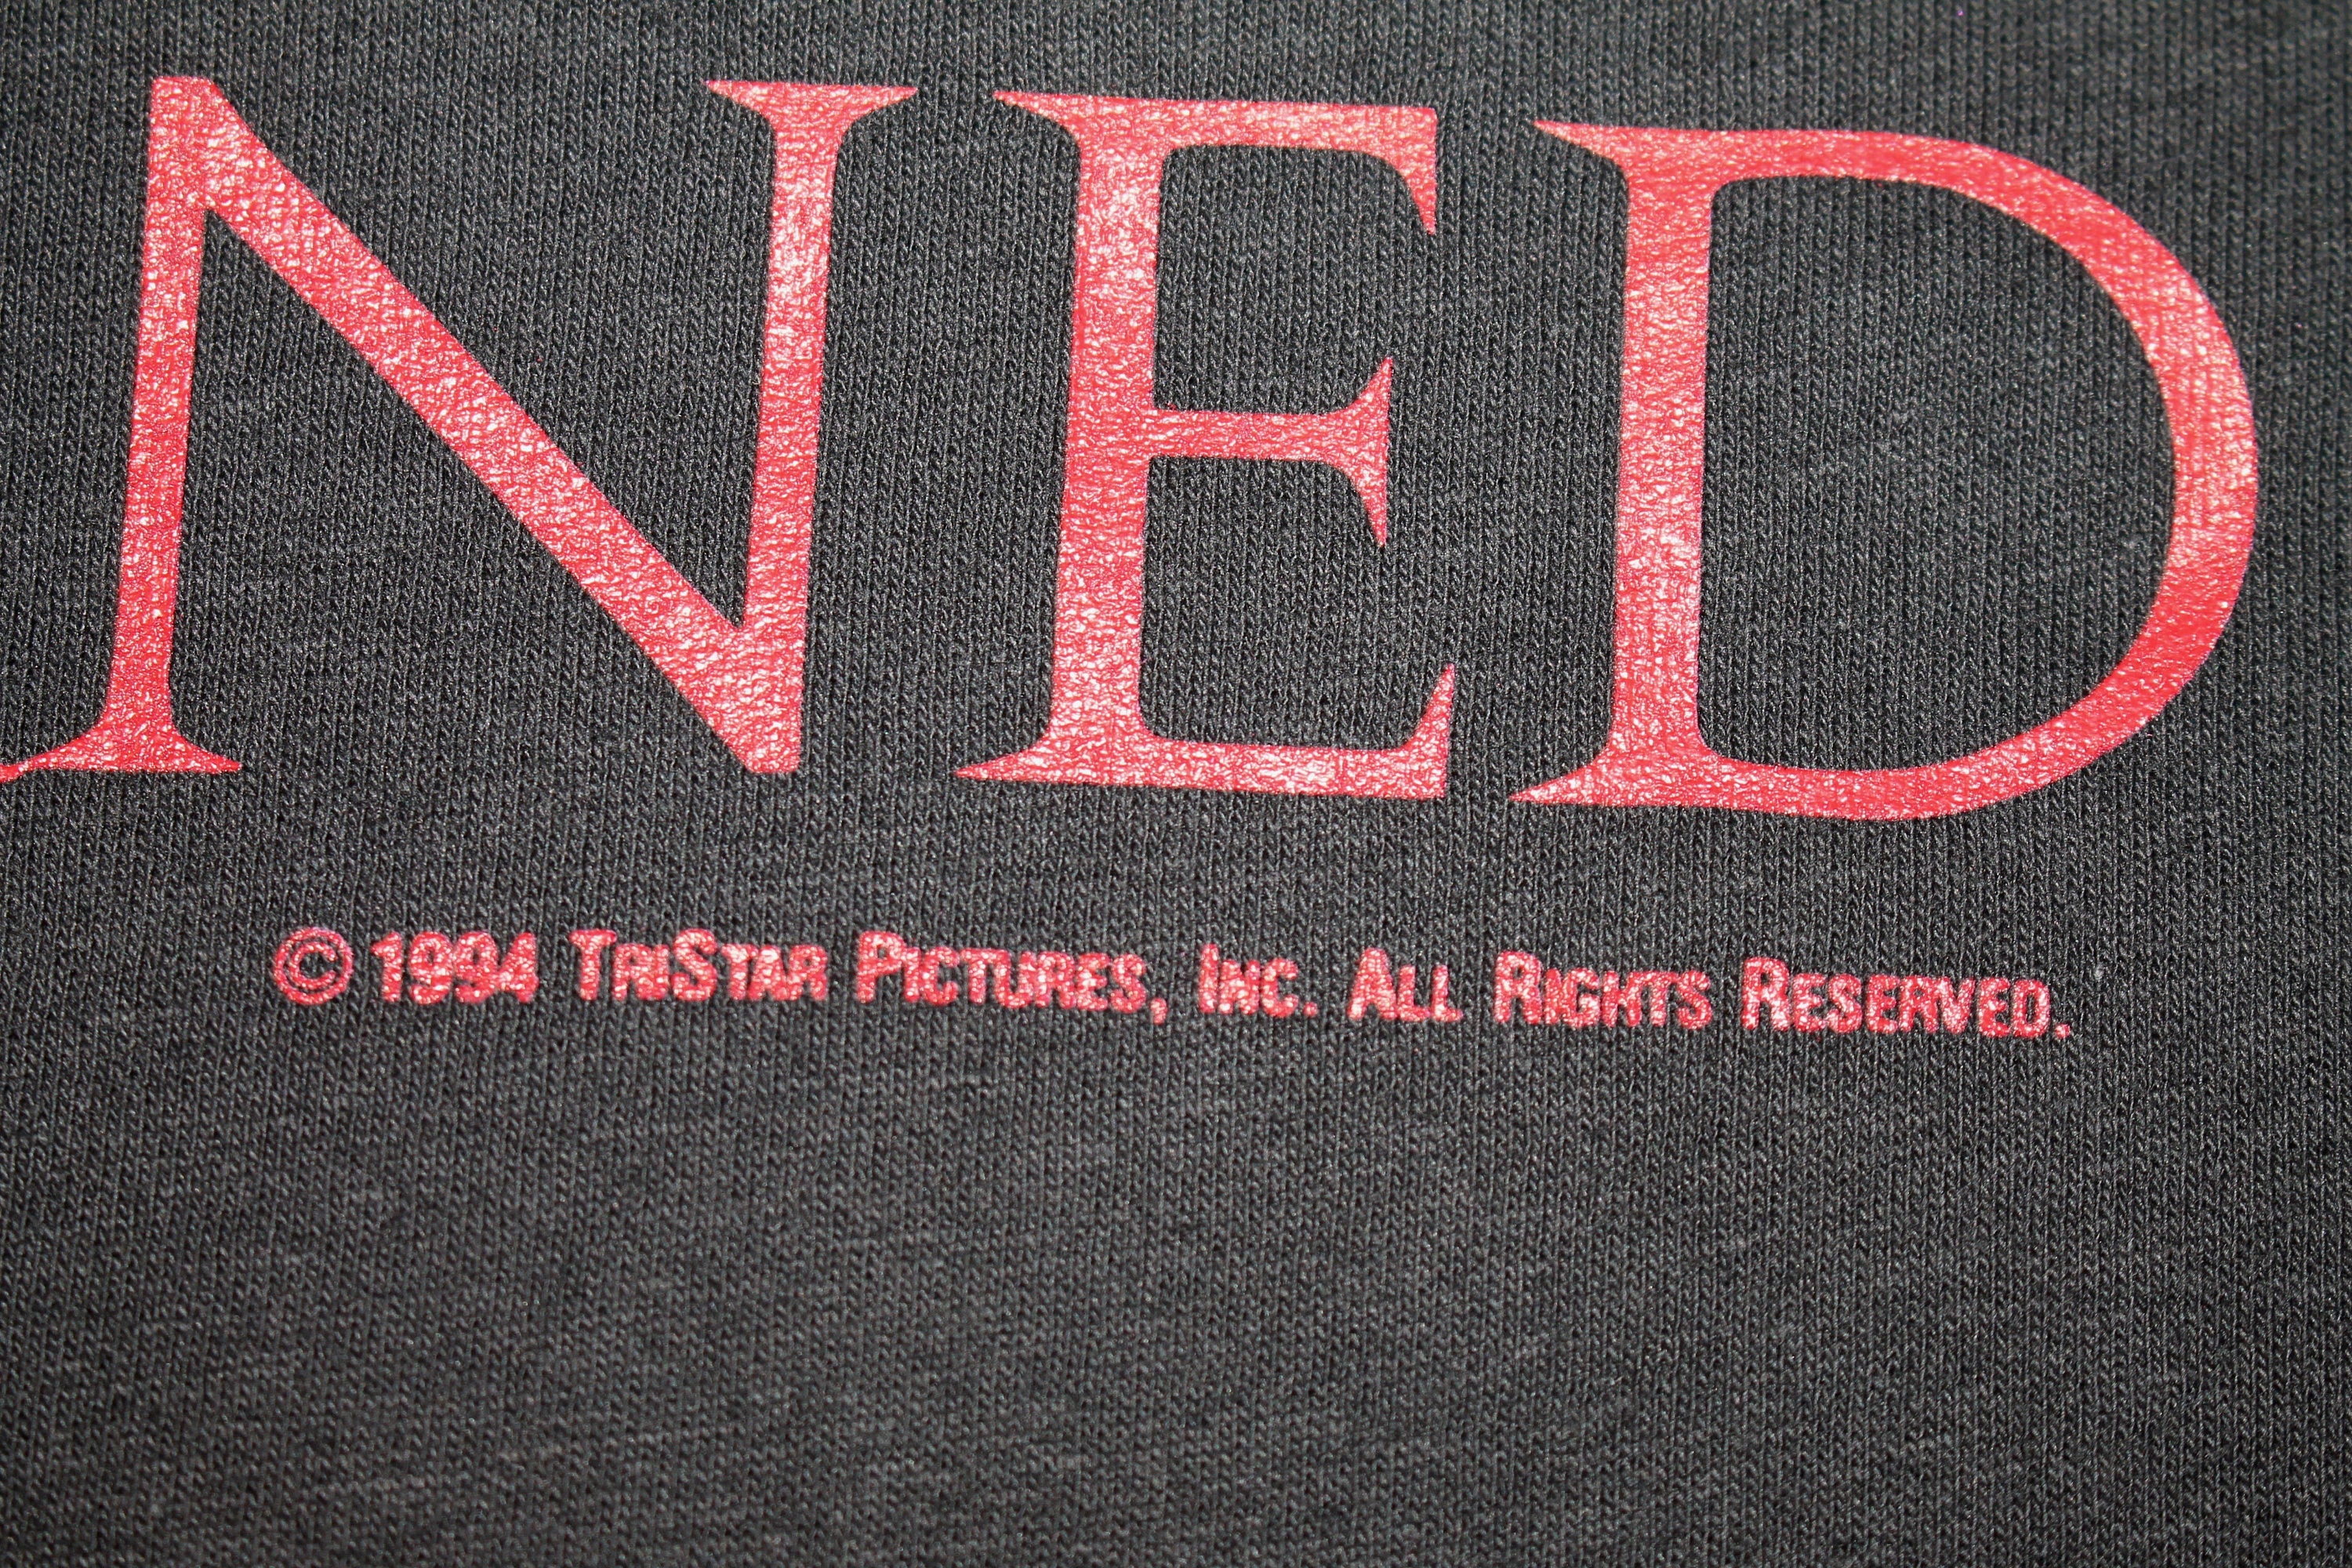 NED
© 1994 TriStar Pictures, Inc. All Rights Reserved.